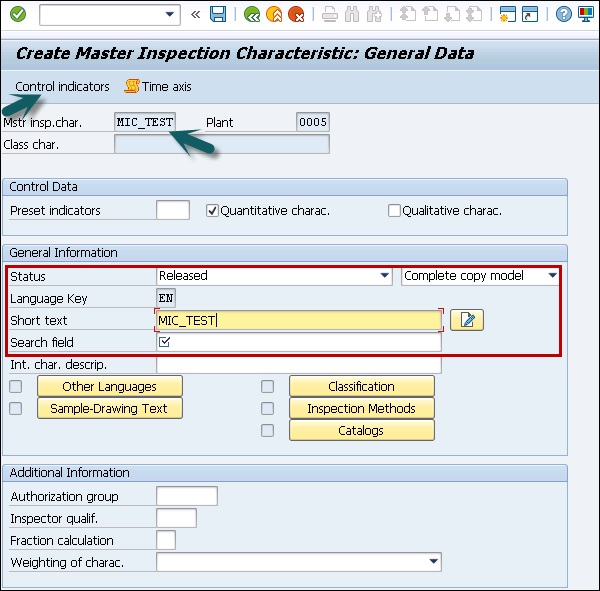 Create Master Inspection Characteristic: General Data
Control indicators Time axis
Mstr insp.char. MIC_TEST Plant 0005
Class char.
Control Data
Preset indicators Quantitative charac. Qualitative charac.
General Information
Status Released Complete copy model
Language Key EN
Short text MIC_TEST
Search field
Int. char. descrip.
Other Languages Classification
Sample-Drawing Text Inspection Methods
Catalogs
Additional Information
Authorization group
Inspector qualif.
Fraction calculation
Weighting of charac.